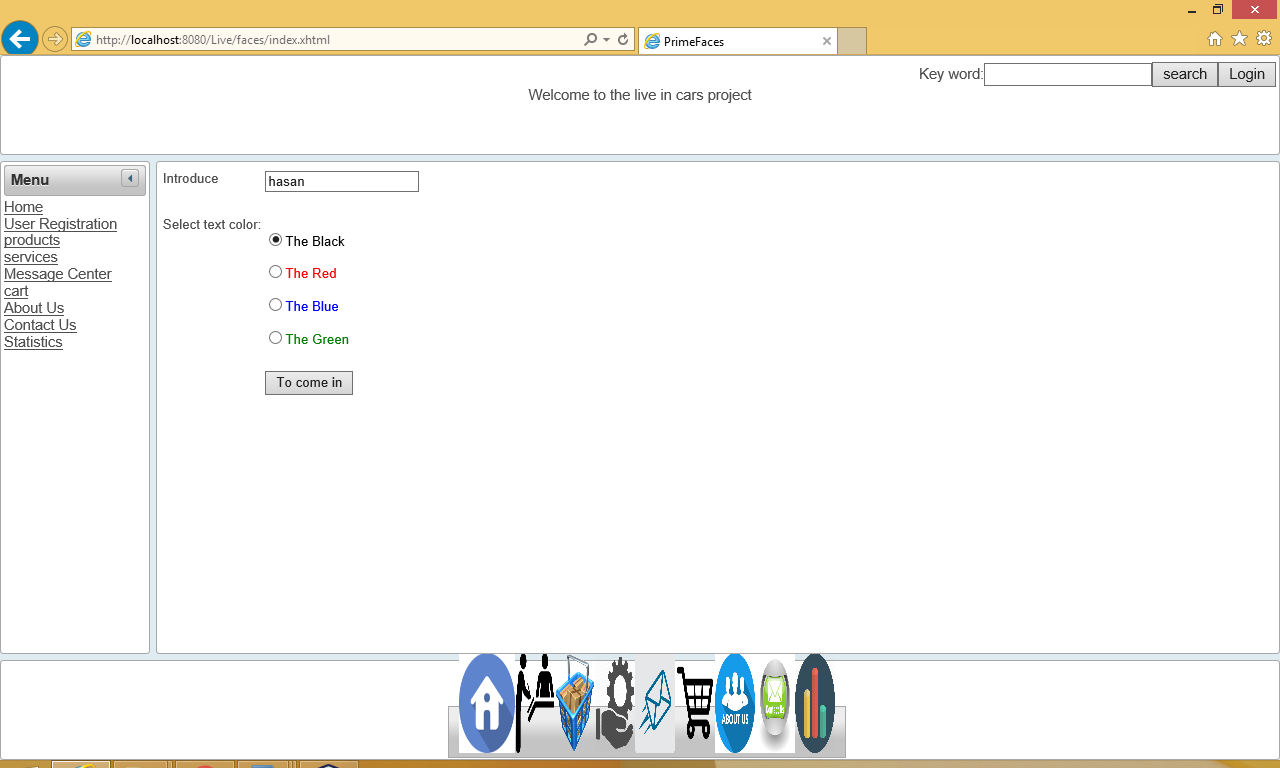 http://localhost:8080/Live/faces/index.xhtml
PrimeFaces
Key word: search Login
Welcome to the live in cars project
Menu
Home
User Registration
products
services
Message Center
cart
About Us
Contact Us
Statistics
Introduce hasan
Select text color:
The Black
The Red
The Blue
The Green
To come in
ABOUT US
Contacts